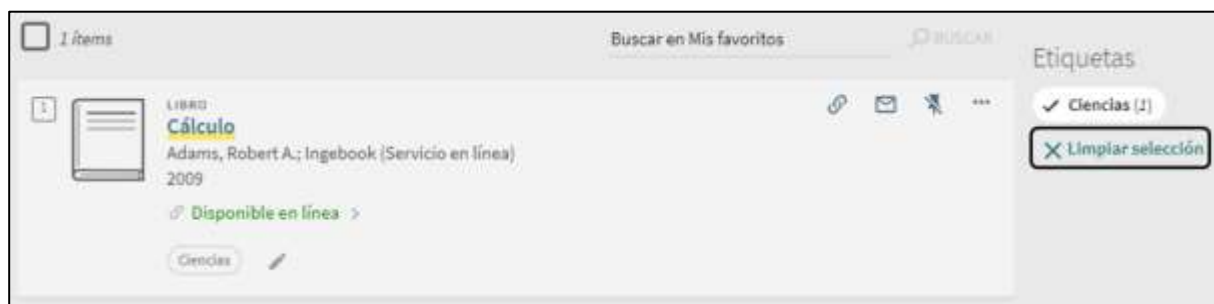 1 ítems
Buscar en Mis favoritos
BUSCAR
Etiquetas
1
LIBRO
Cálculo
Adams, Robert A.; Ingebook (Servicio en línea)
2009
Disponible en línea
Ciencias
Ciencias (1)
Limpiar selección